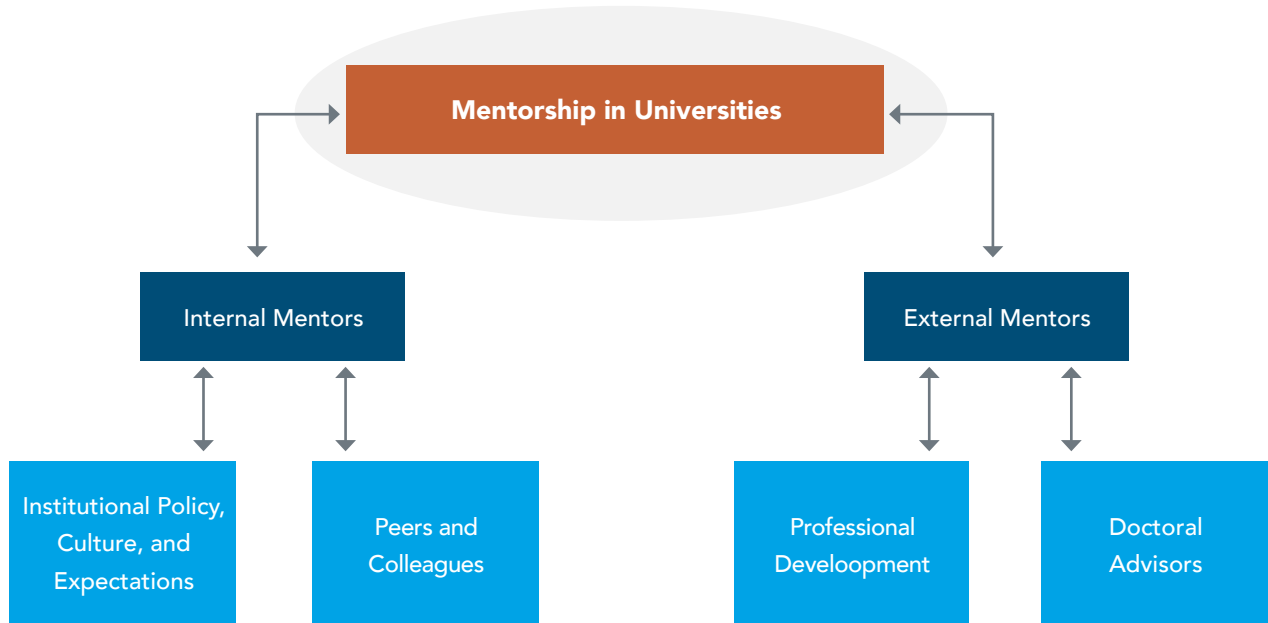 Mentorship in Universities
Internal Mentors
External Mentors
Institutional Policy,
Culture, and
Expectations
Peers and
Colleagues
Professional
Develoopment
Doctoral
Advisors